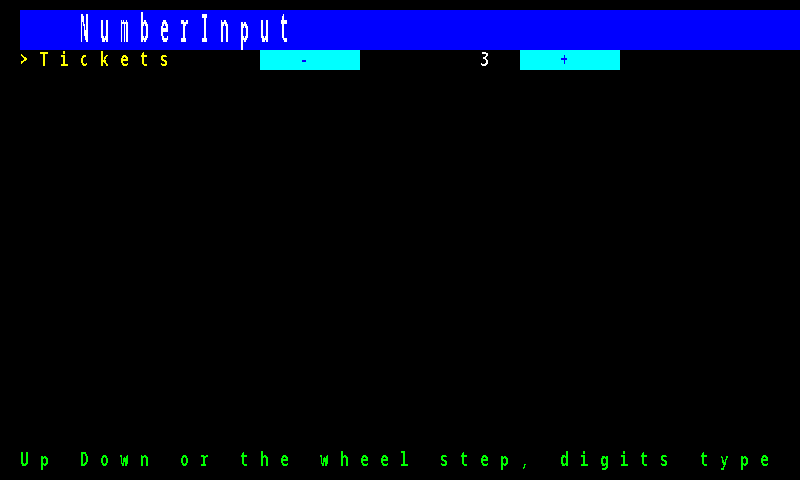 NumberInput
>Tickets - 3 +
Up Down or the wheel step, digits type